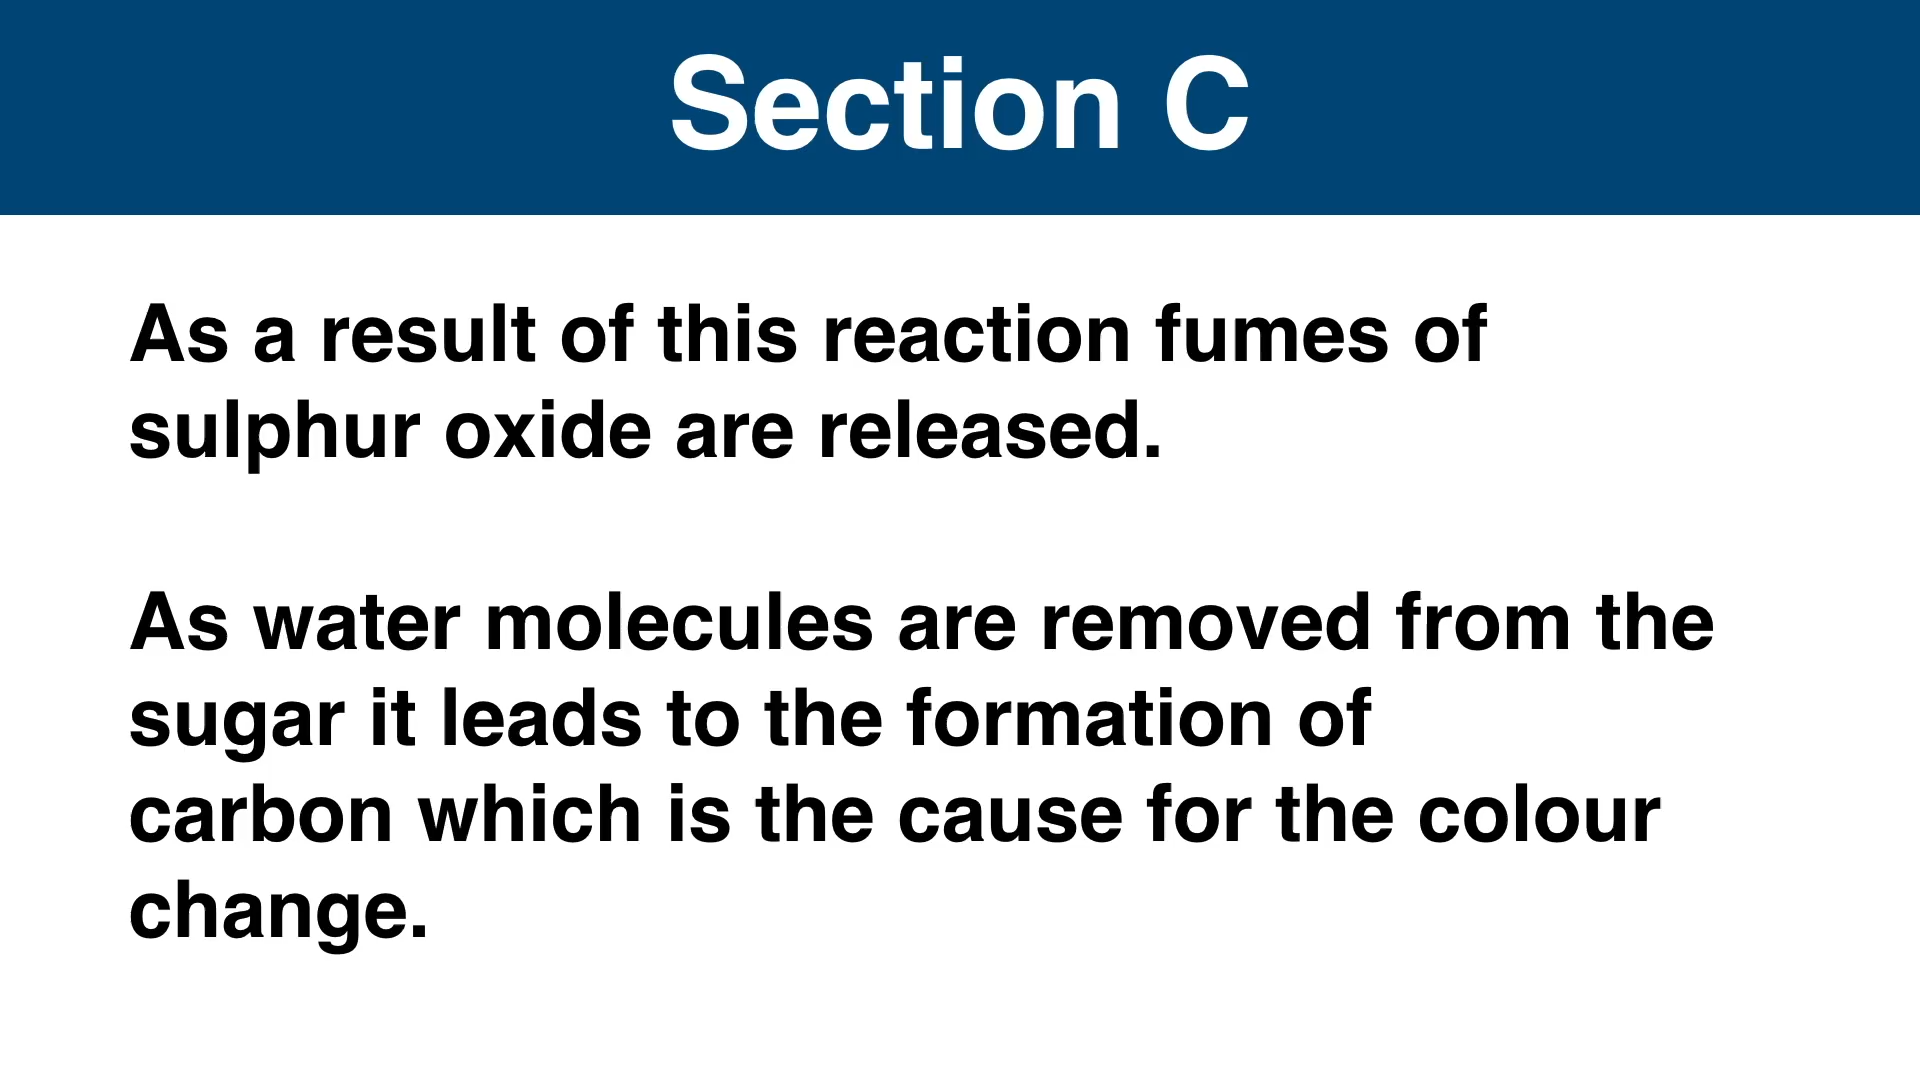 Section C
As a result of this reaction fumes of
sulphur oxide are released.
As water molecules are removed from the
sugar it leads to the formation of
carbon which is the cause for the colour
change.